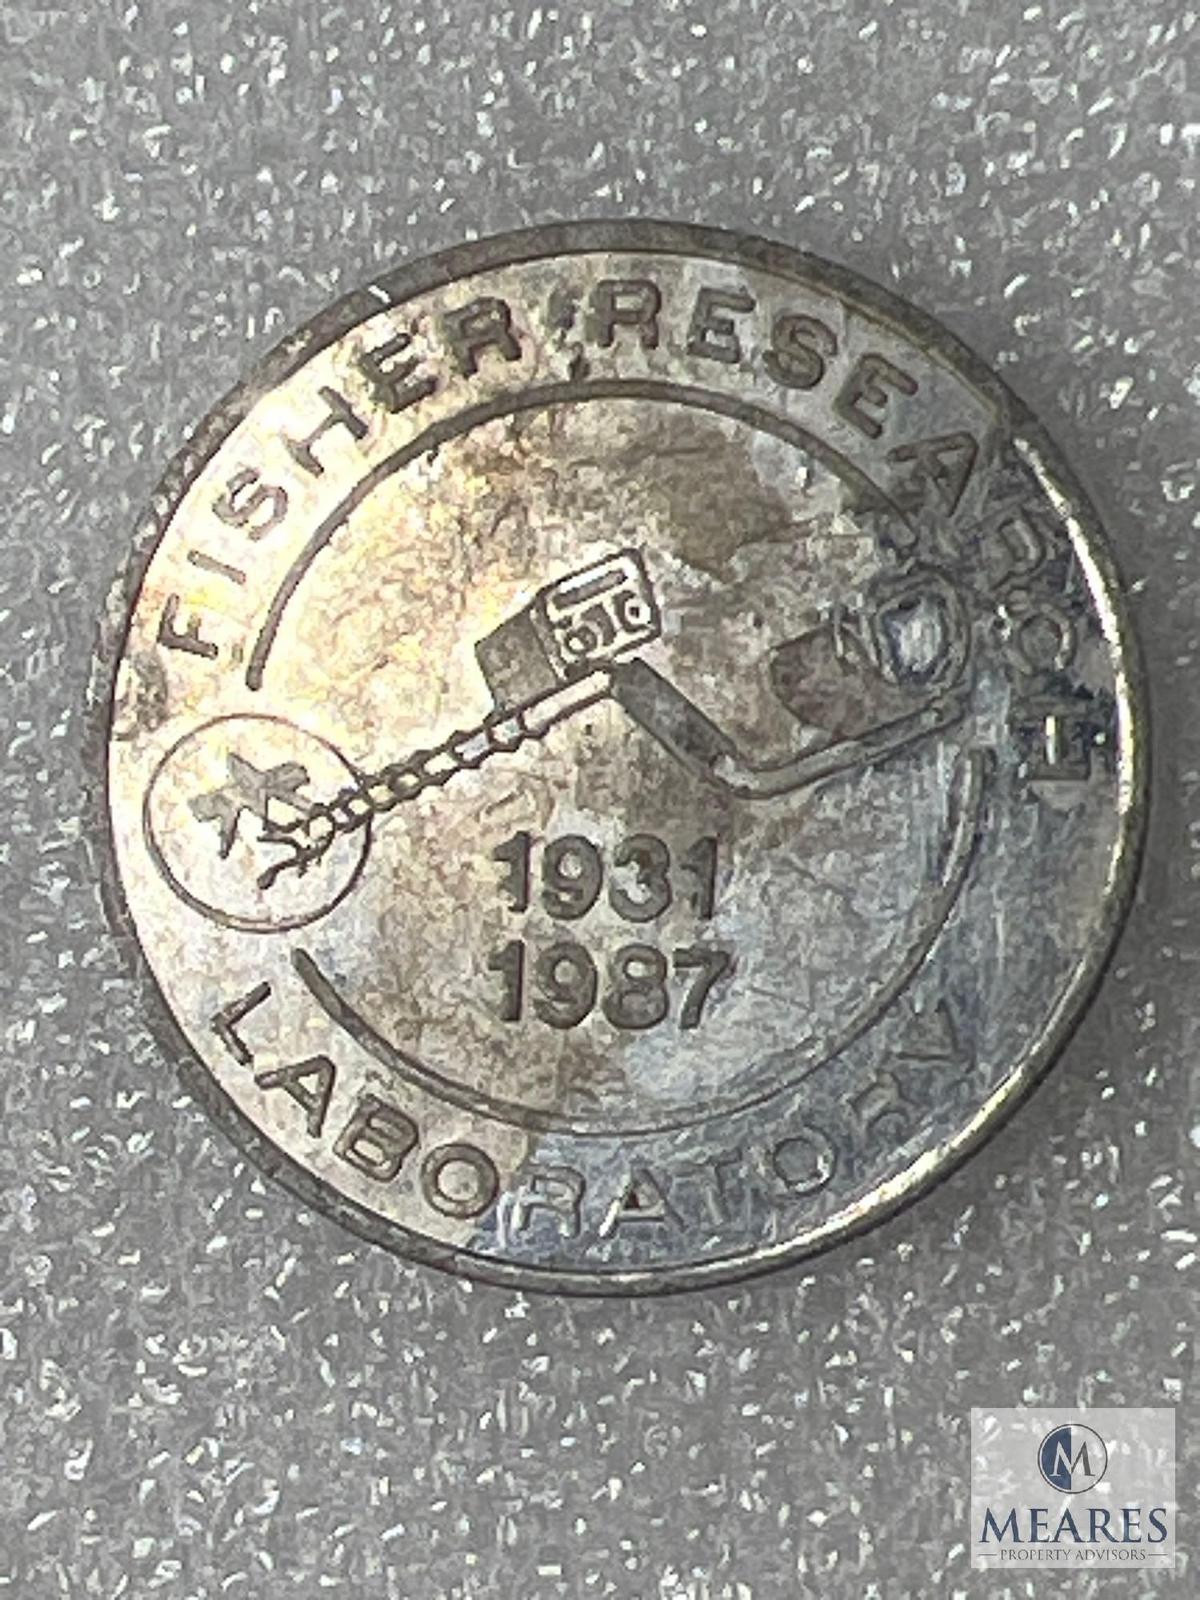 FISHER RESEARCH
1931
1987
LABORATORY
M
MEARES
PROPERTY ADVISORS